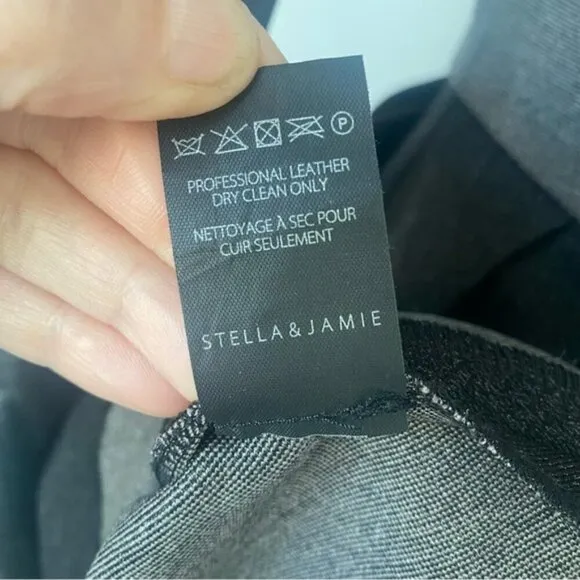 P
PROFESSIONAL LEATHER
DRY CLEAN ONLY
NETTOYAGE À SEC POUR
CUIR SEULEMENT
STELLA & JAMIE